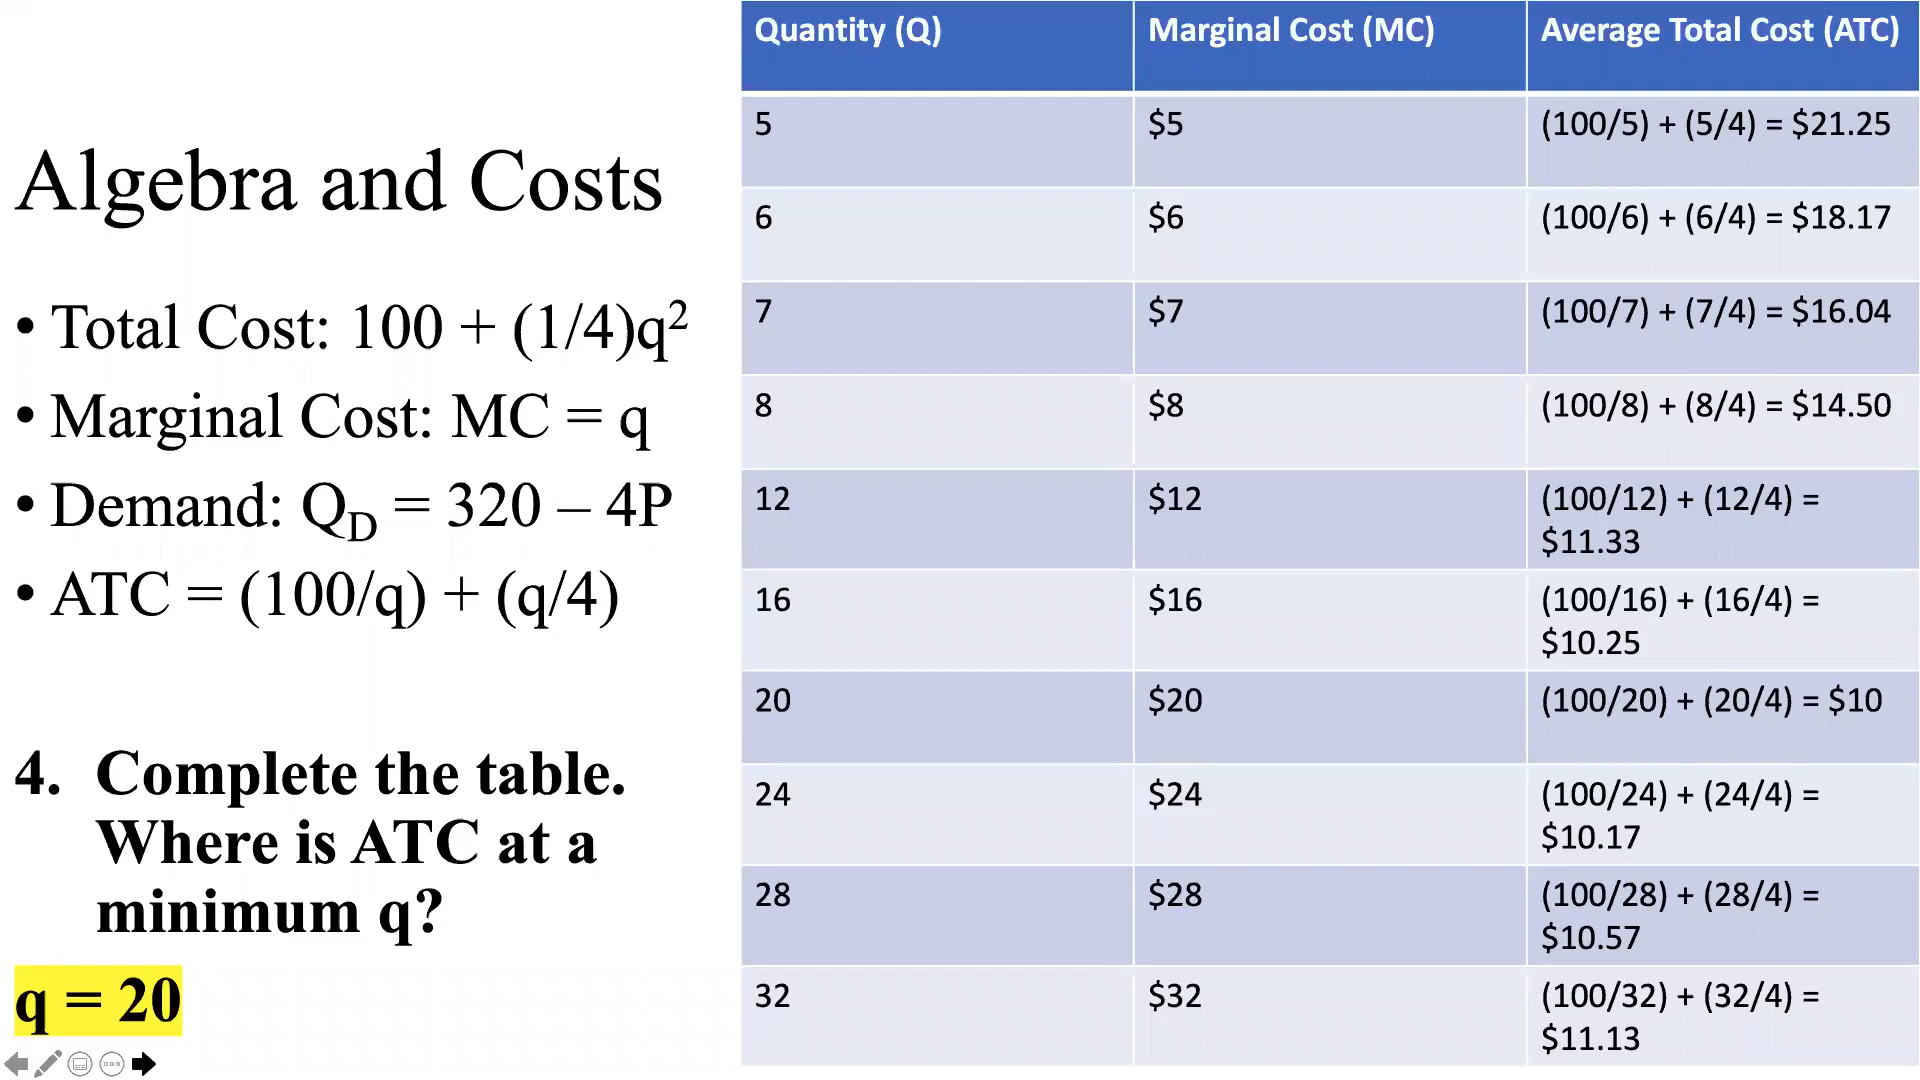 Algebra and Costs
• Total Cost: 100 + (1/4)q²
• Marginal Cost: MC = q
• Demand: Q_D = 320 – 4P
• ATC = (100/q) + (q/4)
4. Complete the table.
Where is ATC at a
minimum q?
q = 20
Quantity (Q) Marginal Cost (MC) Average Total Cost (ATC)
5 $5 (100/5) + (5/4) = $21.25
6 $6 (100/6) + (6/4) = $18.17
7 $7 (100/7) + (7/4) = $16.04
8 $8 (100/8) + (8/4) = $14.50
12 $12 (100/12) + (12/4) =
$11.33
16 $16 (100/16) + (16/4) =
$10.25
20 $20 (100/20) + (20/4) = $10
24 $24 (100/24) + (24/4) =
$10.17
28 $28 (100/28) + (28/4) =
$10.57
32 $32 (100/32) + (32/4) =
$11.13